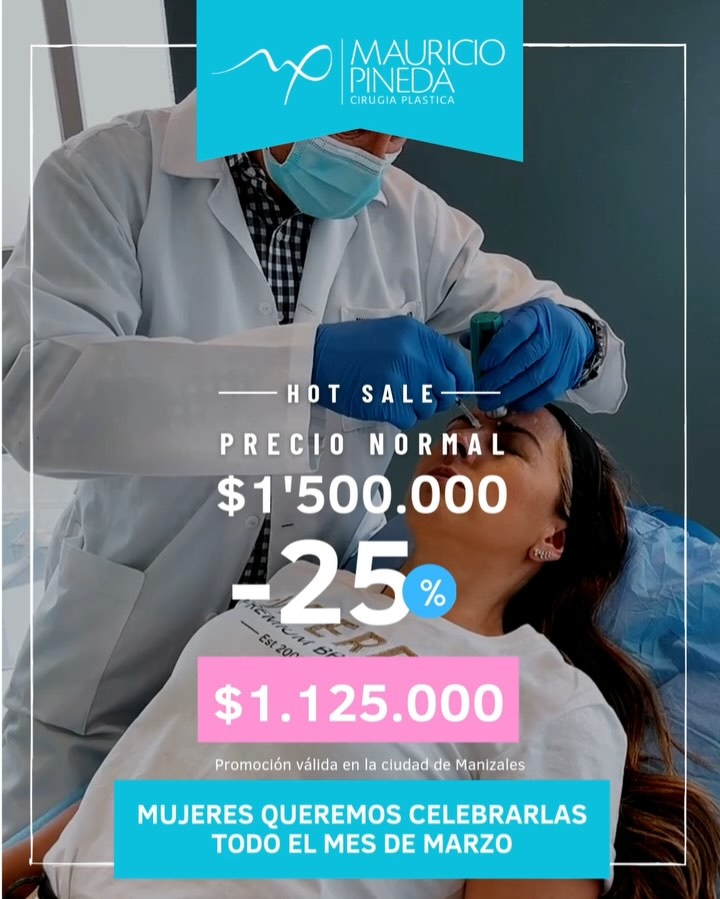 MAURICIO
PINEDA
CIRUGIA PLASTICA
HOT SALE
PRECIO NORMAL
$1'500.000
-25%
$1.125.000
Promoción válida en la ciudad de Manizales
MUJERES QUEREMOS CELEBRARLAS
TODO EL MES DE MARZO